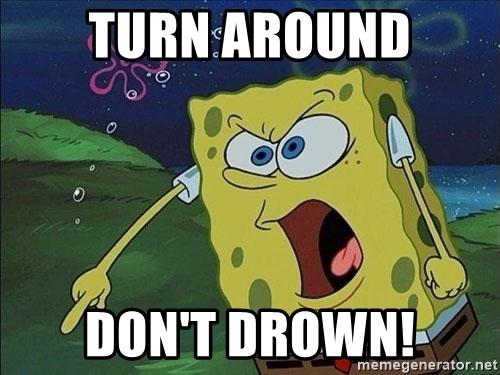 TURN AROUND
DON'T DROWN!
memegenerator.net